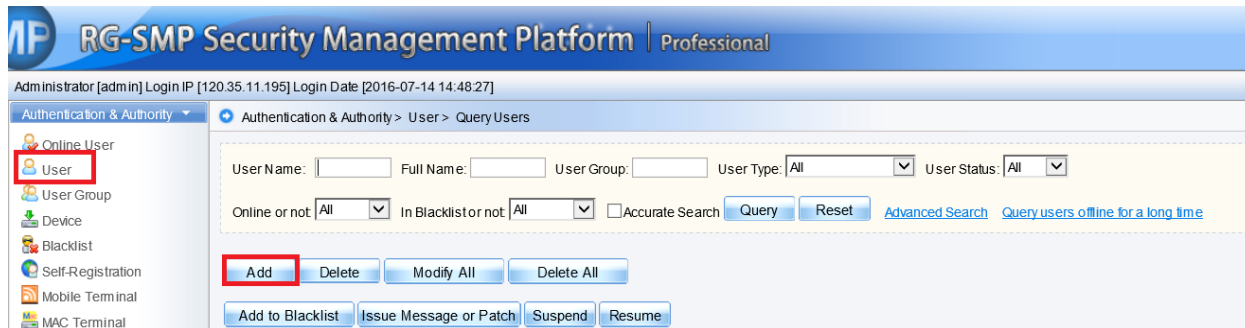 MP RG-SMP Security Management Platform | Professional
Administrator [admin] Login IP [120.35.11.195] Login Date [2016-07-14 14:48:27]
Authentication & Authority
Online User
User
User Group
Device
Blacklist
Self-Registration
Mobile Terminal
MAC Terminal
Authentication & Authority > User > Query Users
User Name: Full Name: User Group: User Type: All User Status: All
Online or not: All In Blacklist or not: All Accurate Search Query Reset Advanced Search Query users offline for a long time
Add Delete Modify All Delete All
Add to Blacklist Issue Message or Patch Suspend Resume